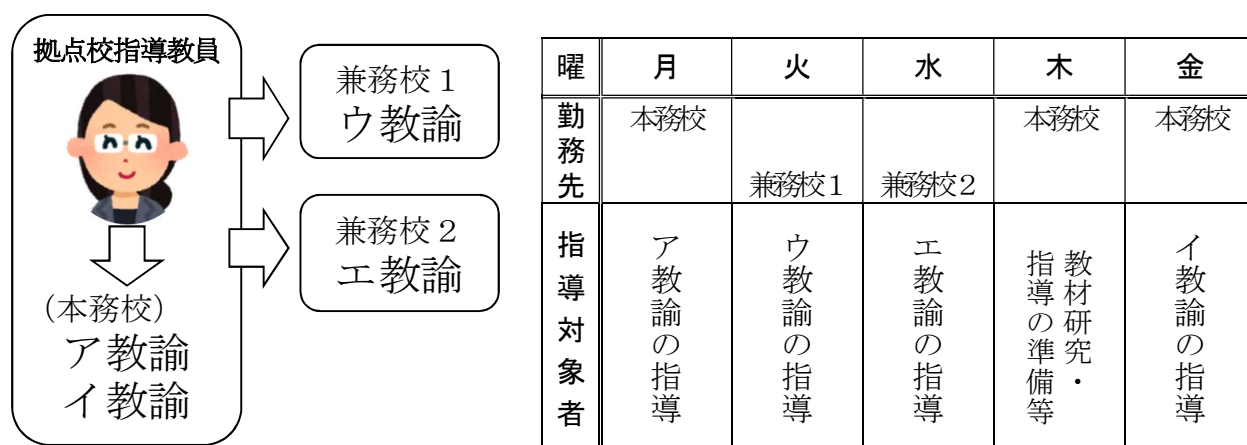 拠点校指導教員
(本務校)
ア教諭
イ教諭
兼務校1
ウ教諭
兼務校2
エ教諭
曜 月 火 水 木 金
勤務先 本務校 兼務校1 兼務校2 本務校 本務校
指導対象者 ア教諭の指導 ウ教諭の指導 エ教諭の指導 教材研究・指導の準備等 イ教諭の指導